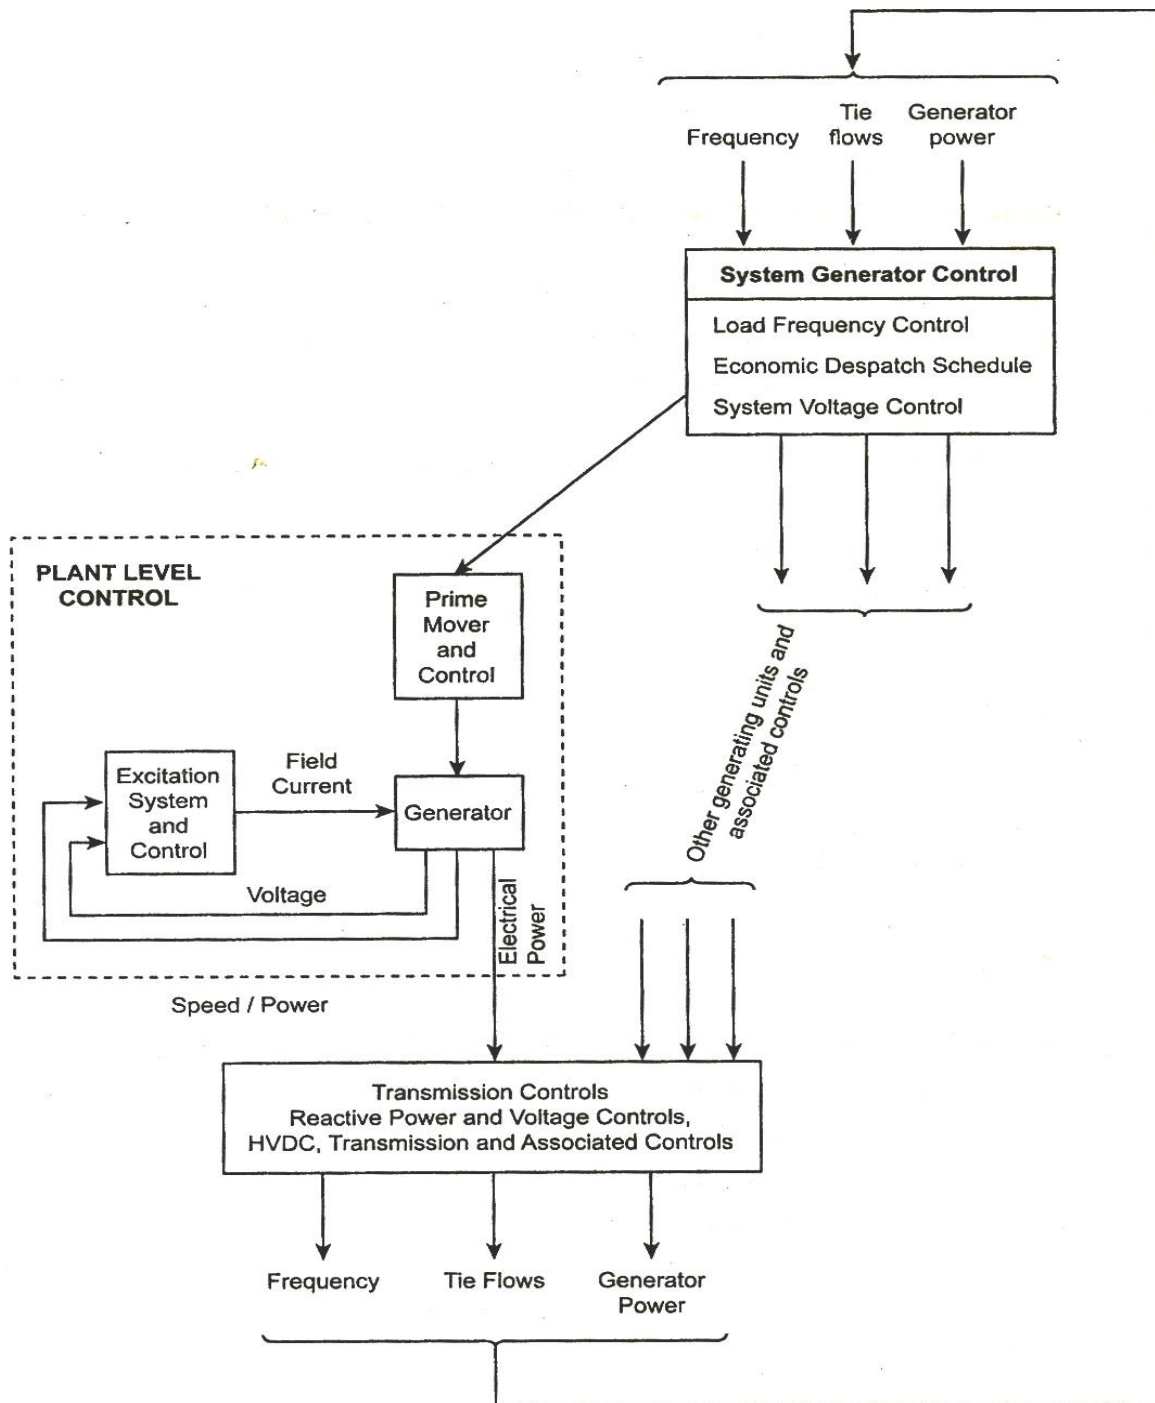 Frequency
Tie
flows
Generator
power
System Generator Control
Load Frequency Control
Economic Despatch Schedule
System Voltage Control
PLANT LEVEL
CONTROL
Prime
Mover
and
Control
Excitation
System
and
Control
Field
Current
Generator
Voltage
Electrical
Power
Speed / Power
Other generating units and
associated controls
Transmission Controls
Reactive Power and Voltage Controls,
HVDC, Transmission and Associated Controls
Frequency
Tie Flows
Generator
Power